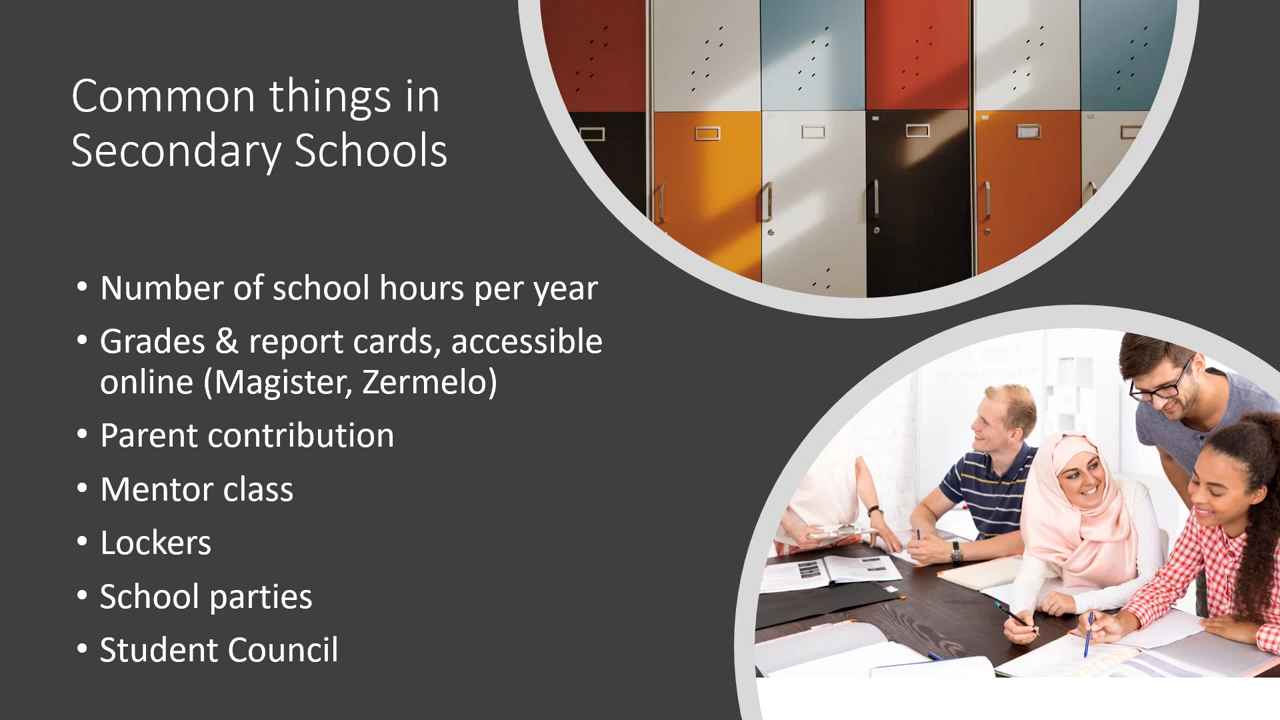 Common things in
Secondary Schools
• Number of school hours per year
• Grades & report cards, accessible
online (Magister, Zermelo)
• Parent contribution
• Mentor class
• Lockers
• School parties
• Student Council